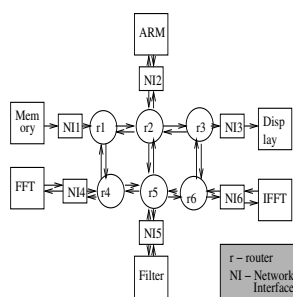 ARM
NI2
Mem
ory
NI1
r1
r2
r3
NI3
Disp
lay
FFT
NI4
r4
r5
r6
NI6
IFFT
NI5
Filter
r – router
NI – Network
Interface